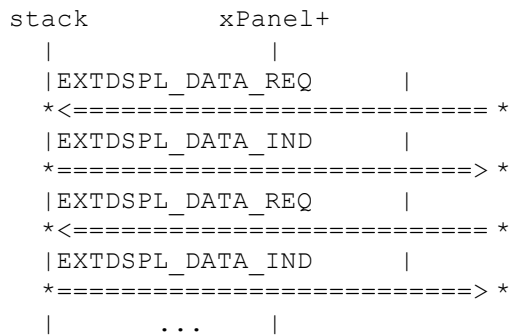 stack        xPanel+
  |             |
  |EXTDSPL_DATA_REQ     |
  *<========================== *
  |EXTDSPL_DATA_IND     |
  *==========================> *
  |EXTDSPL_DATA_REQ     |
  *<========================== *
  |EXTDSPL_DATA_IND     |
  *==========================> *
  |      ...    |